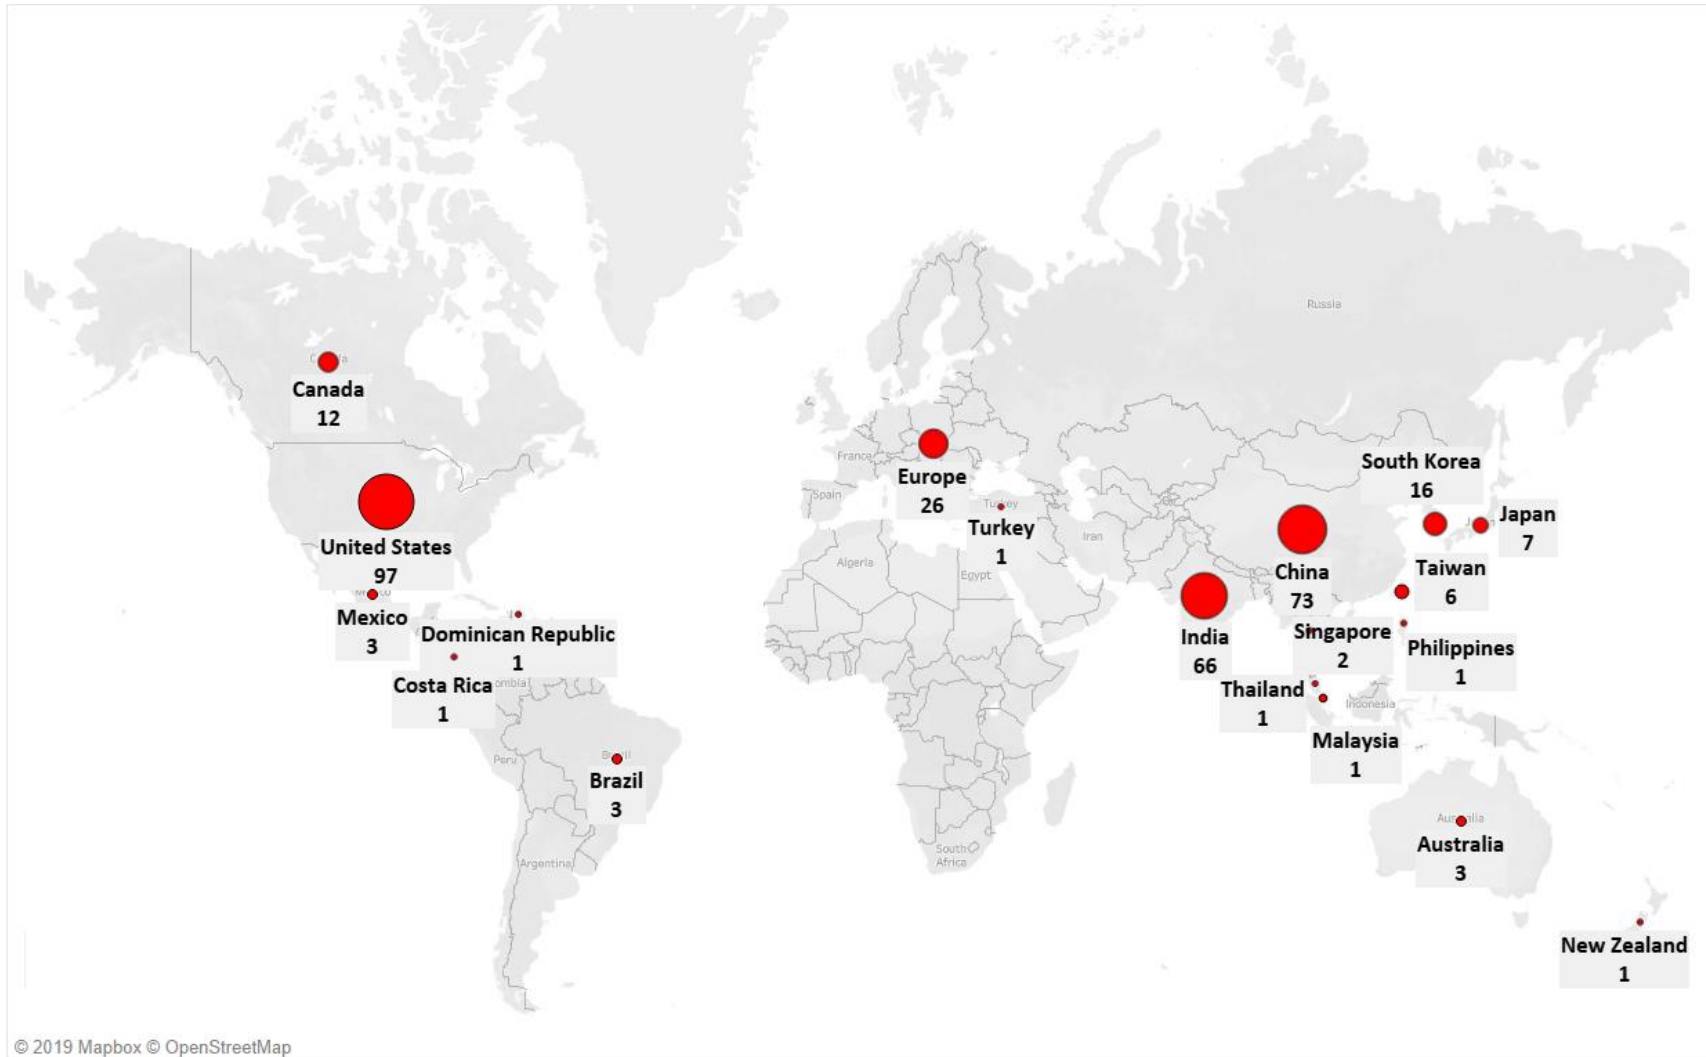 Russia
Canada
12
South Korea
16
France
Europe
26
Spain
Turkey
1
Iran
Japan
7
United States
97
Algeria
Egypt
China
73
Taiwan
6
Mexico
3
Dominican Republic
1
India
66
Singapore
2
Philippines
1
Costa Rica
1
Thailand
1
Indonesia
Malaysia
1
Peru
Brazil
3
Australia
3
South
Africa
Argentina
New Zealand
1
© 2019 Mapbox © OpenStreetMap